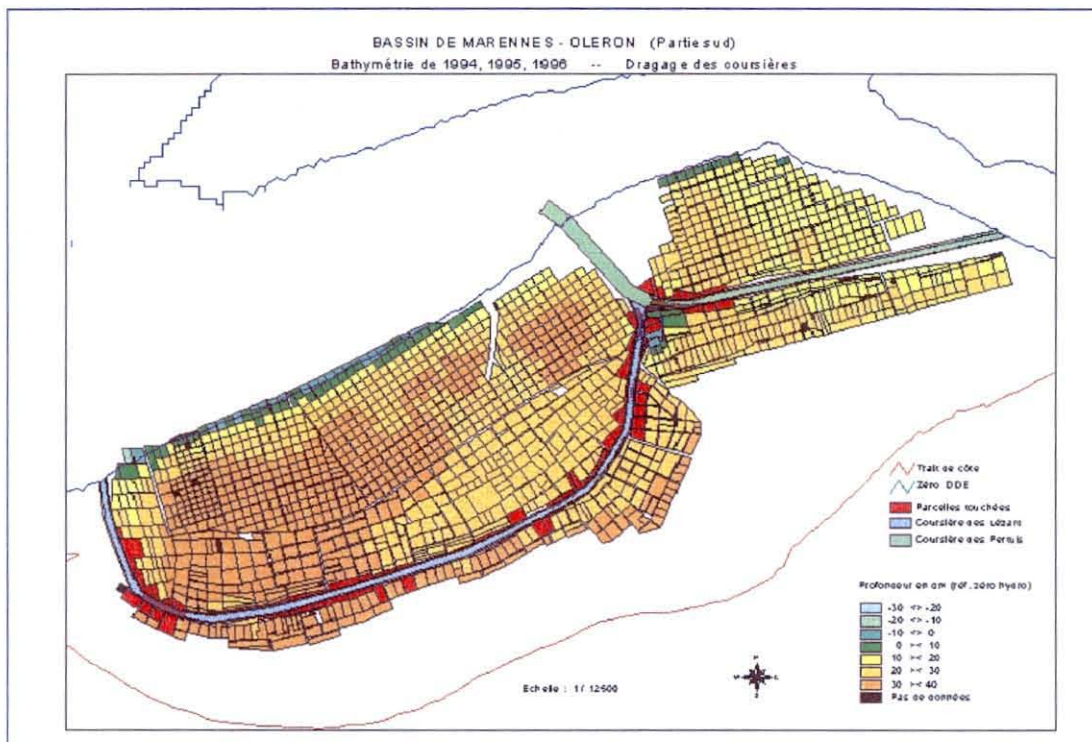 BASSIN DE MARENNES - OLERON (Partie sud)
Bathymétrie de 1994, 1995, 1996 -- Dragage des coursières
Trait de côte
Zéro DDE
Parcelles touchées
Coursière des Lézars
Coursière des Pertuis
Profondeur en cm (réf. zéro hydro)
-30 <> -20
-20 <> -10
-10 <> 0
0 >< 10
10 >< 20
20 >< 30
30 >< 40
Pas de données
Echelle : 1/ 12500